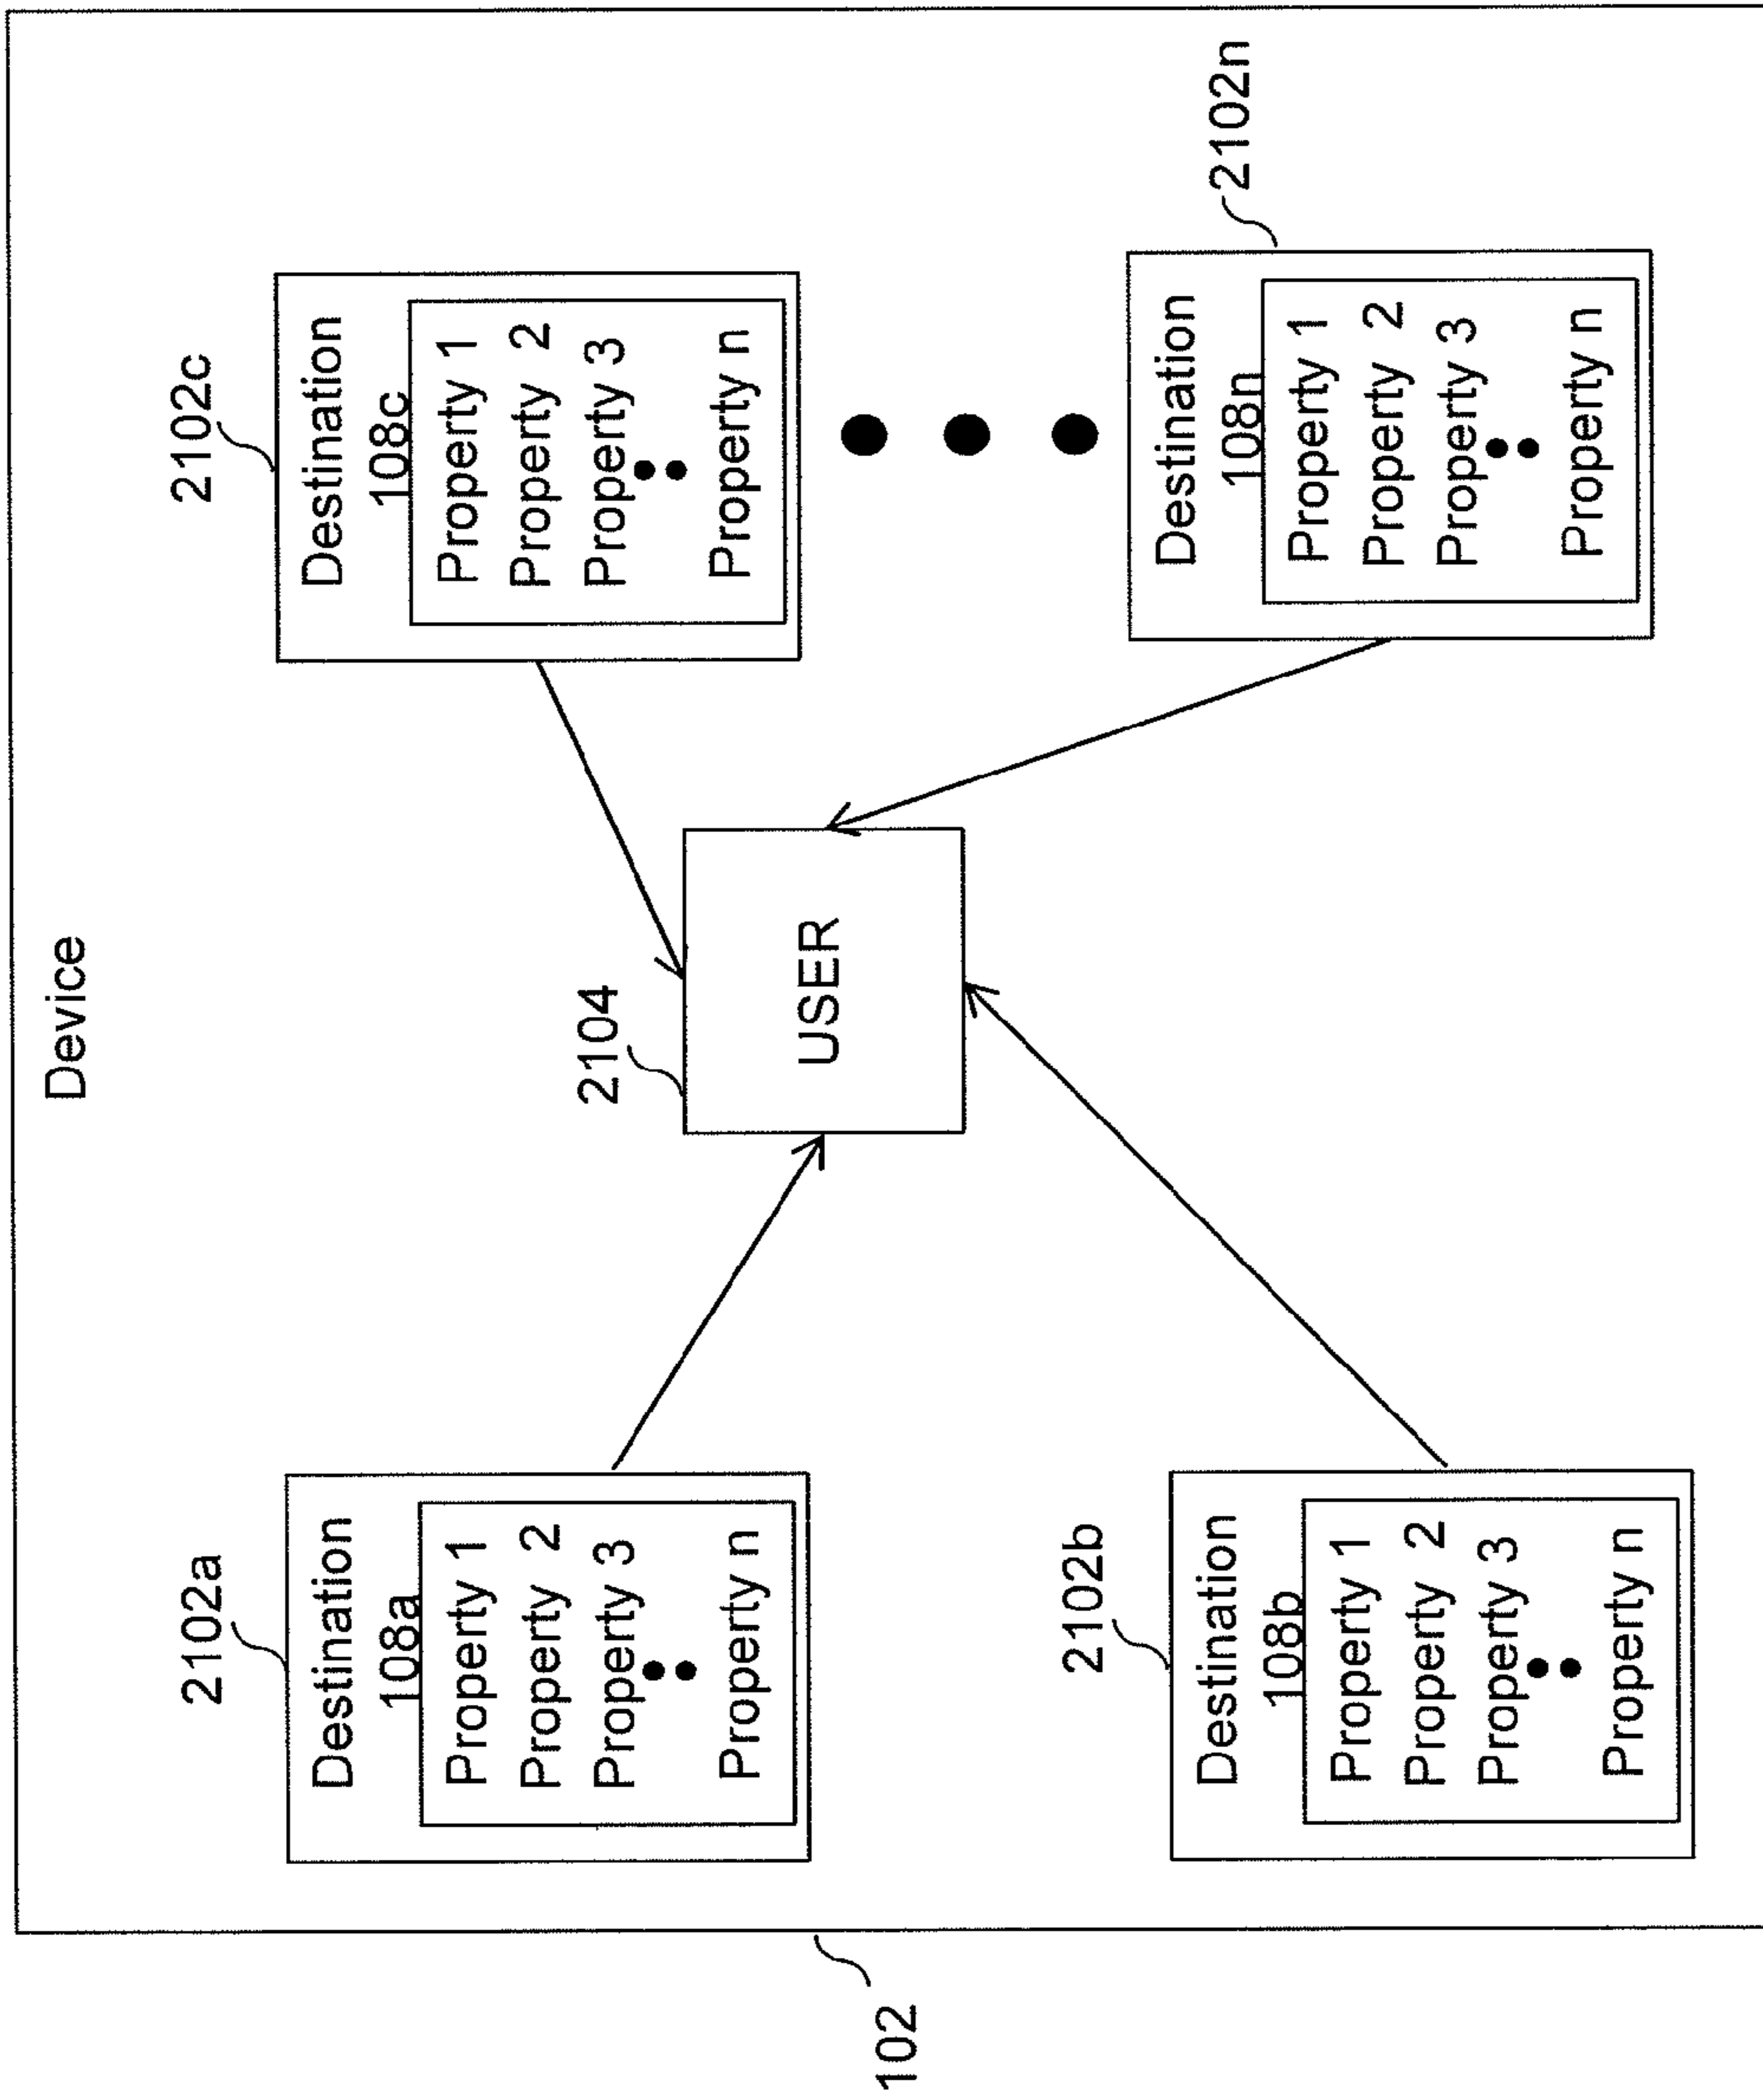 Device
102
2102a
Destination
108a
Property 1
Property 2
Property 3
Property n
2102b
Destination
108b
Property 1
Property 2
Property 3
Property n
2104
USER
2102c
Destination
108c
Property 1
Property 2
Property 3
Property n
2102n
Destination
108n
Property 1
Property 2
Property 3
Property n